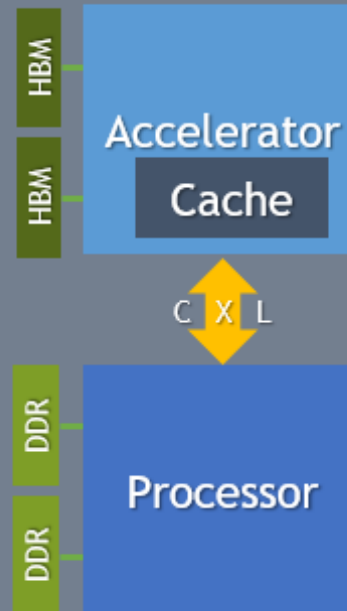 HBM
Accelerator
HBM
Cache
C X L
DDR
Processor
DDR